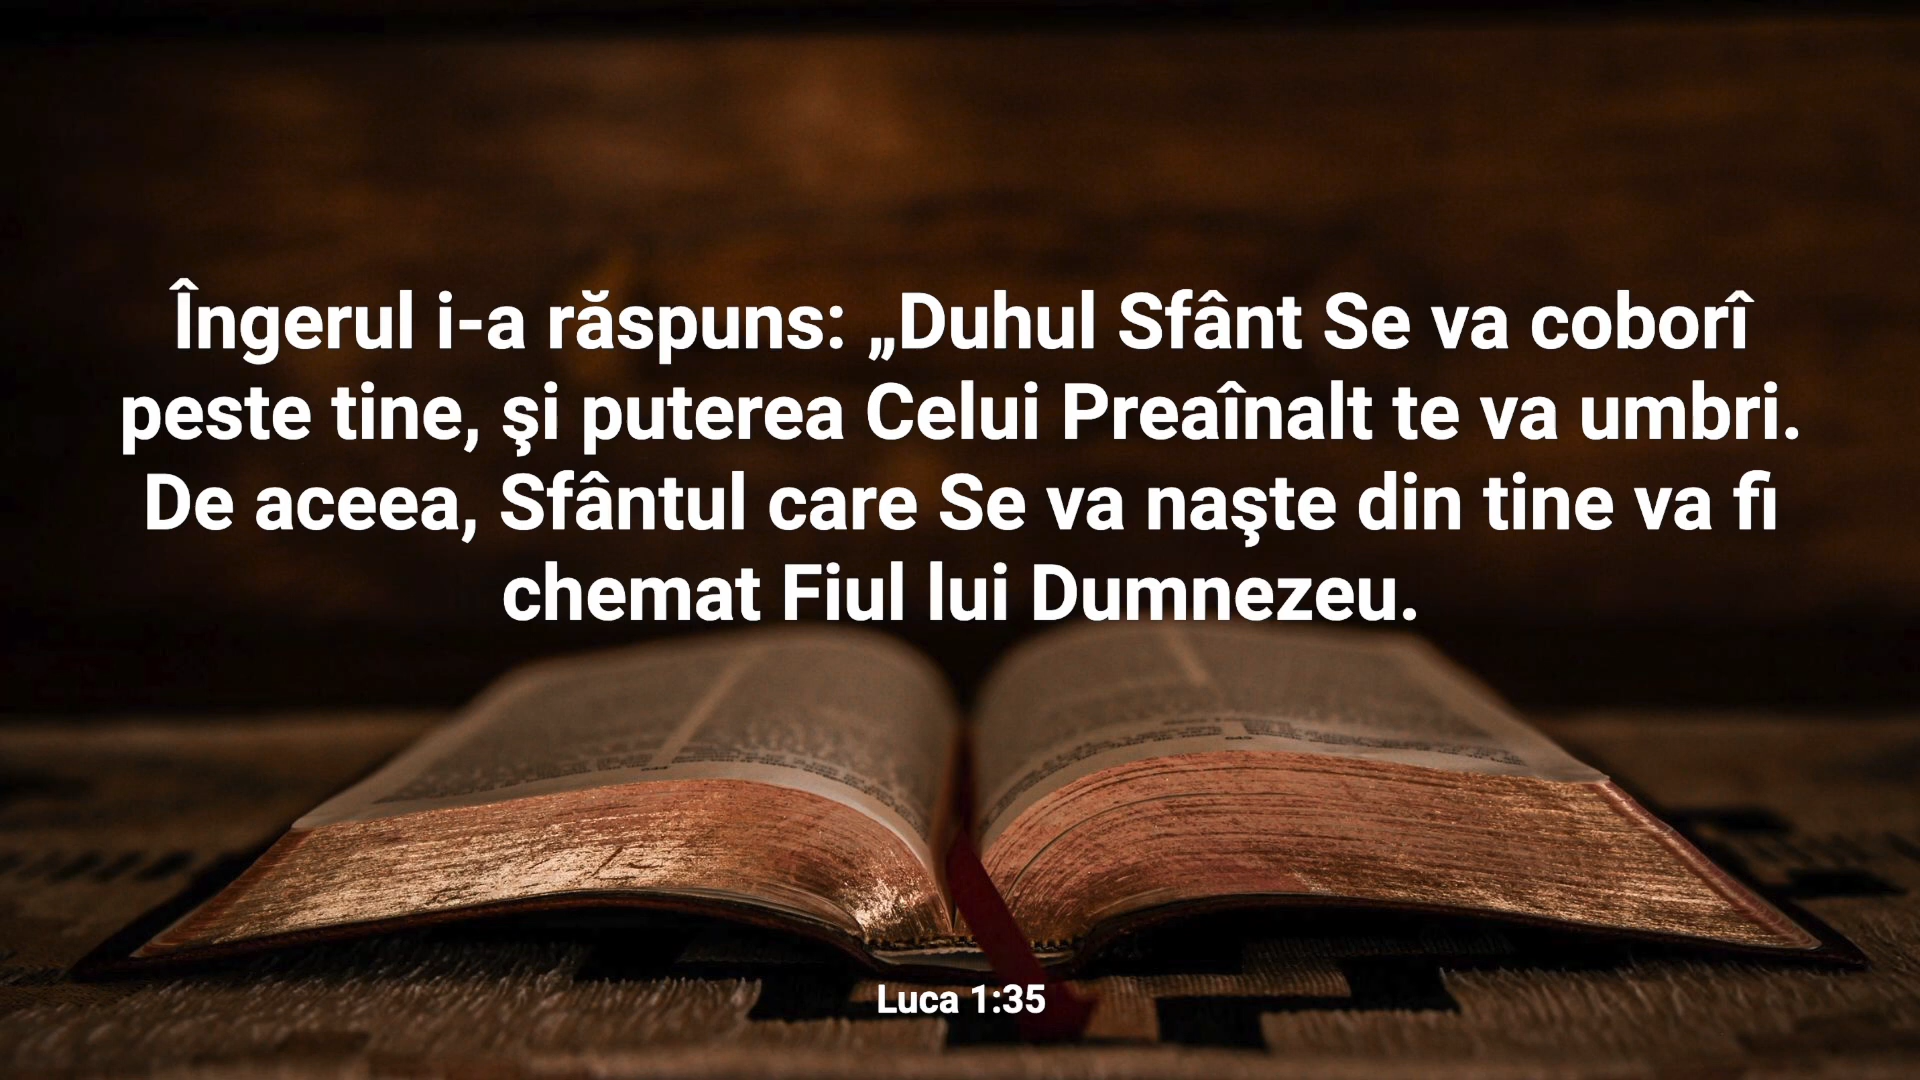 Îngerul i-a răspuns: „Duhul Sfânt Se va coborî
peste tine, şi puterea Celui Preaînalt te va umbri.
De aceea, Sfântul care Se va naşte din tine va fi
chemat Fiul lui Dumnezeu.
Luca 1:35